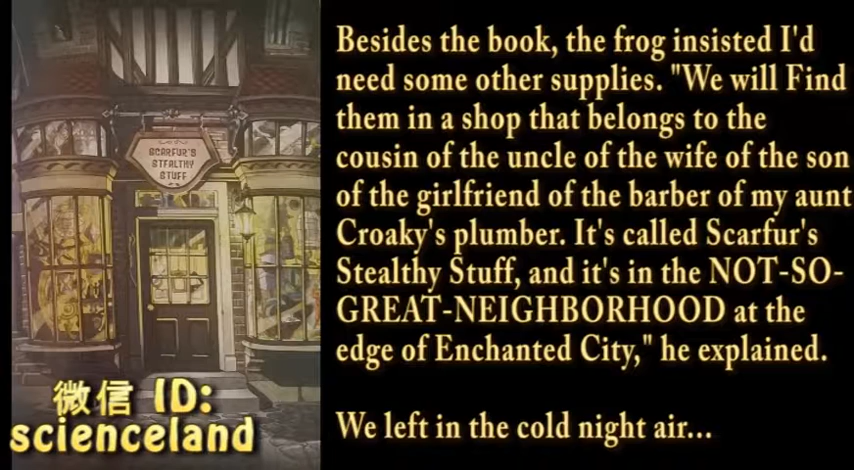 SCARFUR'S
STEALTHY
STUFF
微信 ID:
scienceland
Besides the book, the frog insisted I'd
need some other supplies. "We will Find
them in a shop that belongs to the
cousin of the uncle of the wife of the son
of the girlfriend of the barber of my aunt
Croaky's plumber. It's called Scarfur's
Stealthy Stuff, and it's in the NOT-SO-
GREAT-NEIGHBORHOOD at the
edge of Enchanted City," he explained.
We left in the cold night air...